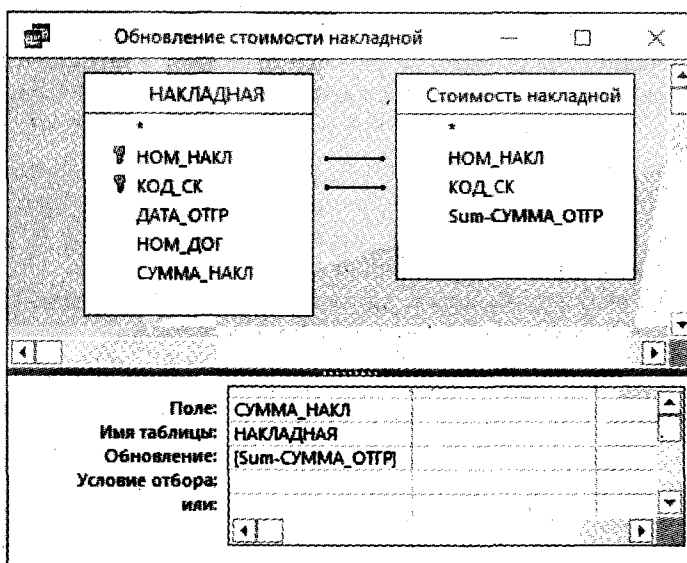 Обновление стоимости накладной
НАКЛАДНАЯ
*
НОМ_НАКЛ
КОД_СК
ДАТА_ОТГР
НОМ_ДОГ
СУММА_НАКЛ
Стоимость накладной
*
НОМ_НАКЛ
КОД_СК
Sum-СУММА_ОТГР
Поле: СУММА_НАКЛ
Имя таблицы: НАКЛАДНАЯ
Обновление: [Sum-СУММА_ОТГР]
Условие отбора:
или: